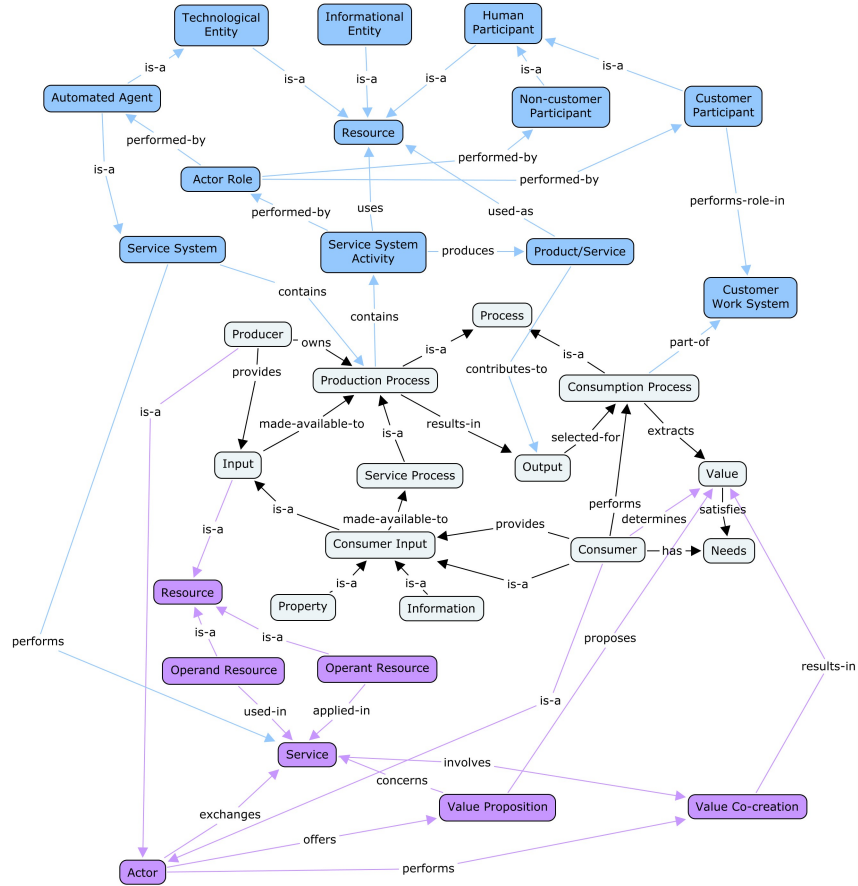 Technological
Entity
Informational
Entity
Human
Participant
is-a
is-a
is-a
is-a
is-a
is-a
Automated Agent
Non-customer
Participant
Customer
Participant
Resource
performed-by
performed-by
is-a
Actor Role
performed-by
performs-role-in
performed-by
uses
used-as
Service System
Service System
Activity
produces
Product/Service
contains
Customer
Work System
contains
Process
Producer
owns
is-a
is-a
part-of
provides
contributes-to
Production Process
Consumption Process
is-a
made-available-to
results-in
is-a
selected-for
extracts
Input
Service Process
Output
Value
performs
satisfies
is-a
made-available-to
provides
determines
is-a
Consumer Input
Consumer
has
Needs
is-a
is-a
is-a
Resource
Property
Information
is-a
is-a
proposes
performs
Operand Resource
Operant Resource
results-in
is-a
used-in
applied-in
Service
involves
concerns
Value Proposition
Value Co-creation
exchanges
offers
Actor
performs